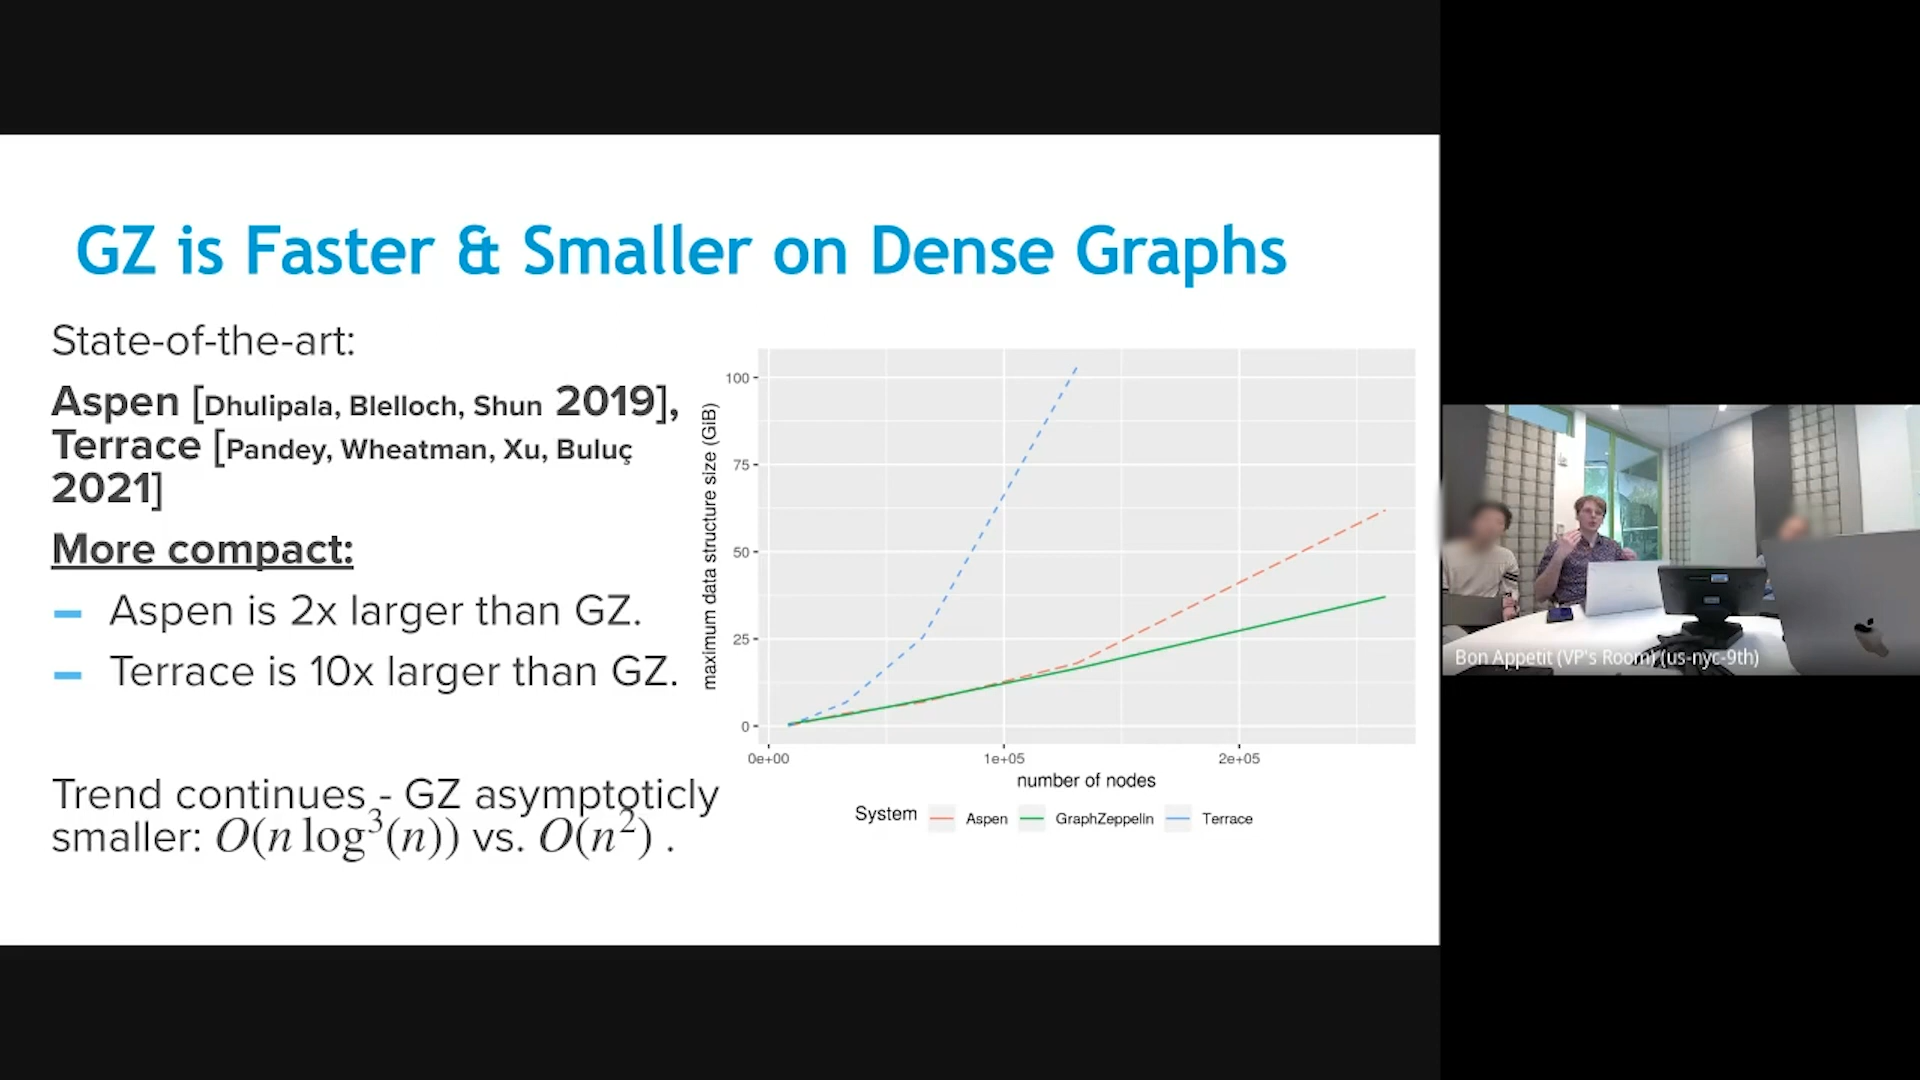 GZ is Faster & Smaller on Dense Graphs
State-of-the-art:
Aspen [Dhulipala, Blelloch, Shun 2019],
Terrace [Pandey, Wheatman, Xu, Buluç
2021]
More compact:
Aspen is 2x larger than GZ.
Terrace is 10x larger than GZ.
Trend continues - GZ asymptoticly
smaller: O(n log³(n)) vs. O(n²) .
maximum data structure size (GiB)
100
75
50
25
0
0e+00 1e+05 2e+05
number of nodes
System Aspen GraphZeppelin Terrace
Bon Appetit (VP's Room) (us-nyc-9th)